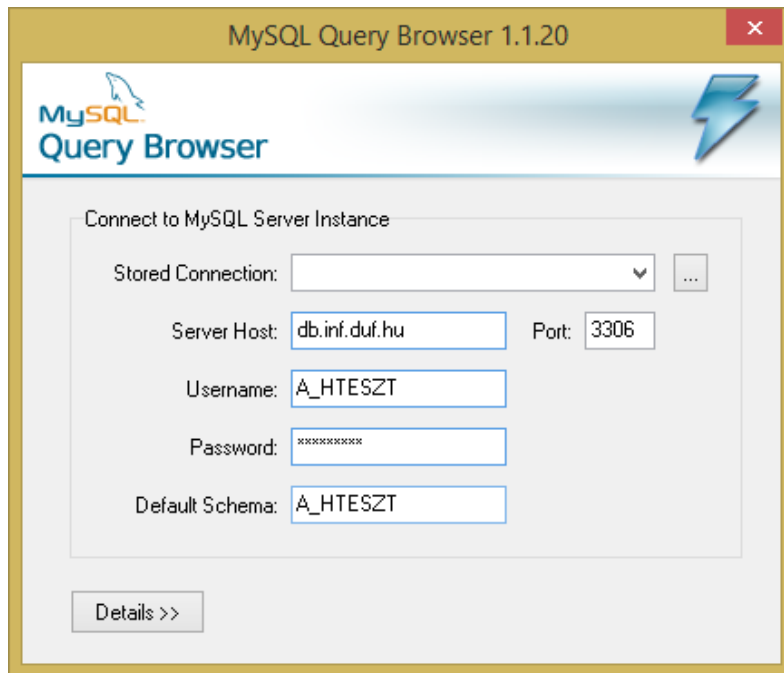 MySQL Query Browser 1.1.20
x
MySQL
Query Browser
Connect to MySQL Server Instance
Stored Connection:
...
Server Host: db.inf.duf.hu Port: 3306
Username: A_HTESZT
Password: *********
Default Schema: A_HTESZT
Details >>